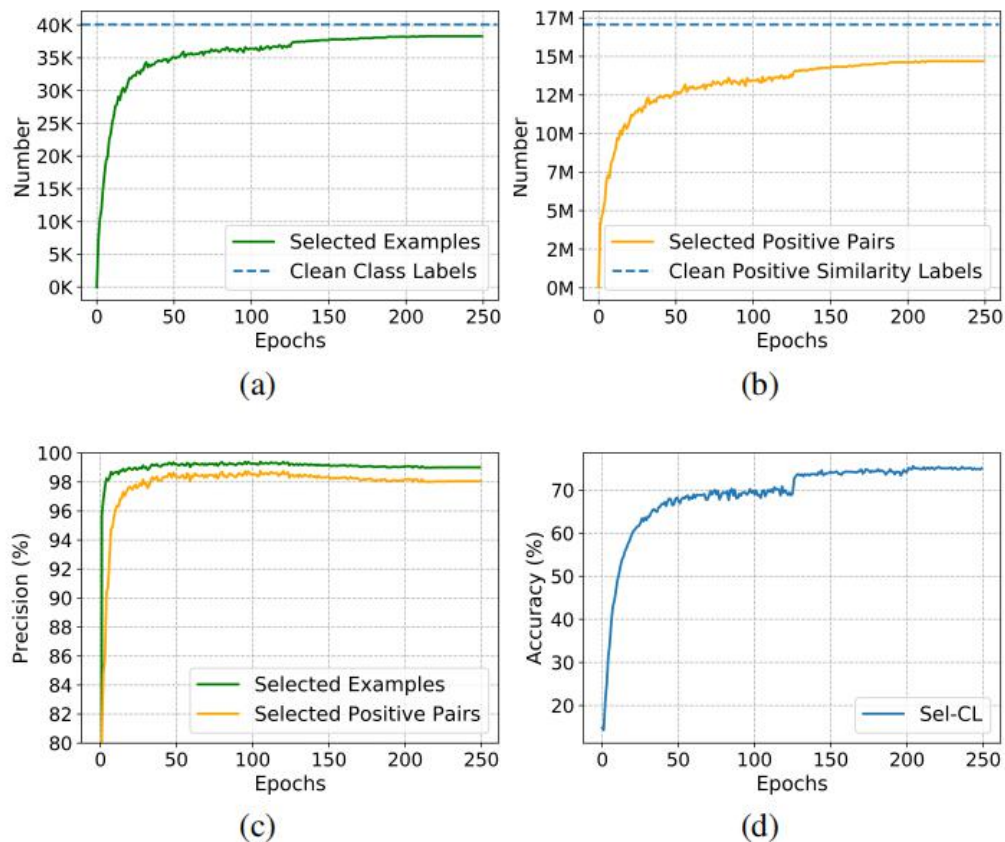 40K
35K
30K
25K
20K
15K
10K
5K
0K
Number
Selected Examples
Clean Class Labels
0 50 100 150 200 250
Epochs
(a)
17M
15M
12M
10M
7M
5M
2M
0M
Number
Selected Positive Pairs
Clean Positive Similarity Labels
0 50 100 150 200 250
Epochs
(b)
100
98
96
94
92
90
88
86
84
82
80
Precision (%)
Selected Examples
Selected Positive Pairs
0 50 100 150 200 250
Epochs
(c)
70
60
50
40
30
20
Accuracy (%)
Sel-CL
0 50 100 150 200 250
Epochs
(d)